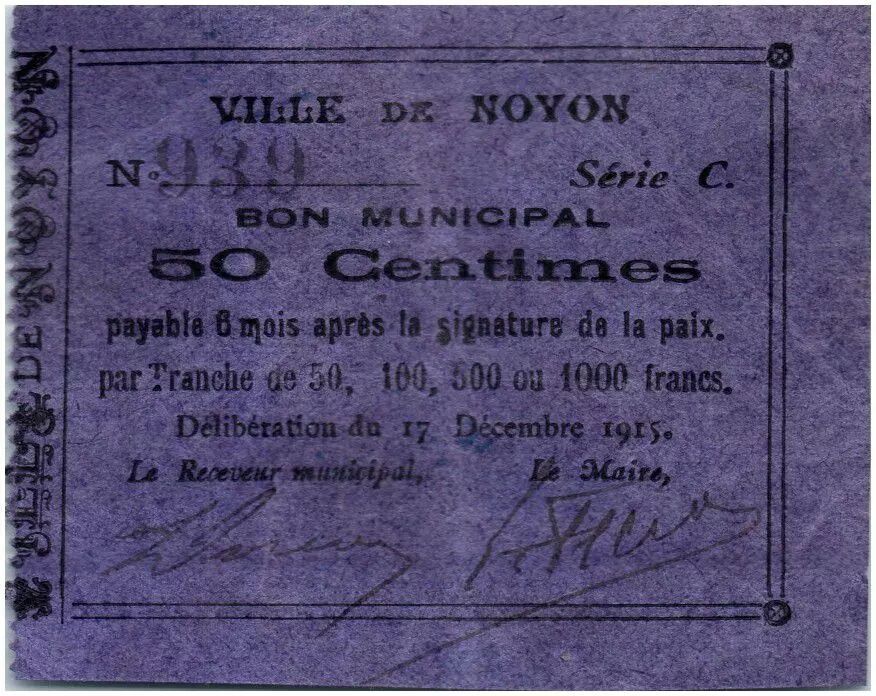 VILLE DE NOYON
N° 939 Série C.
BON MUNICIPAL
50 Centimes
payable 6 mois après la signature de la paix.
par Tranche de 50, 100, 500 ou 1000 francs.
Délibération du 17 Décembre 1915.
Le Receveur municipal, Le Maire,
VILLE DE NOYON